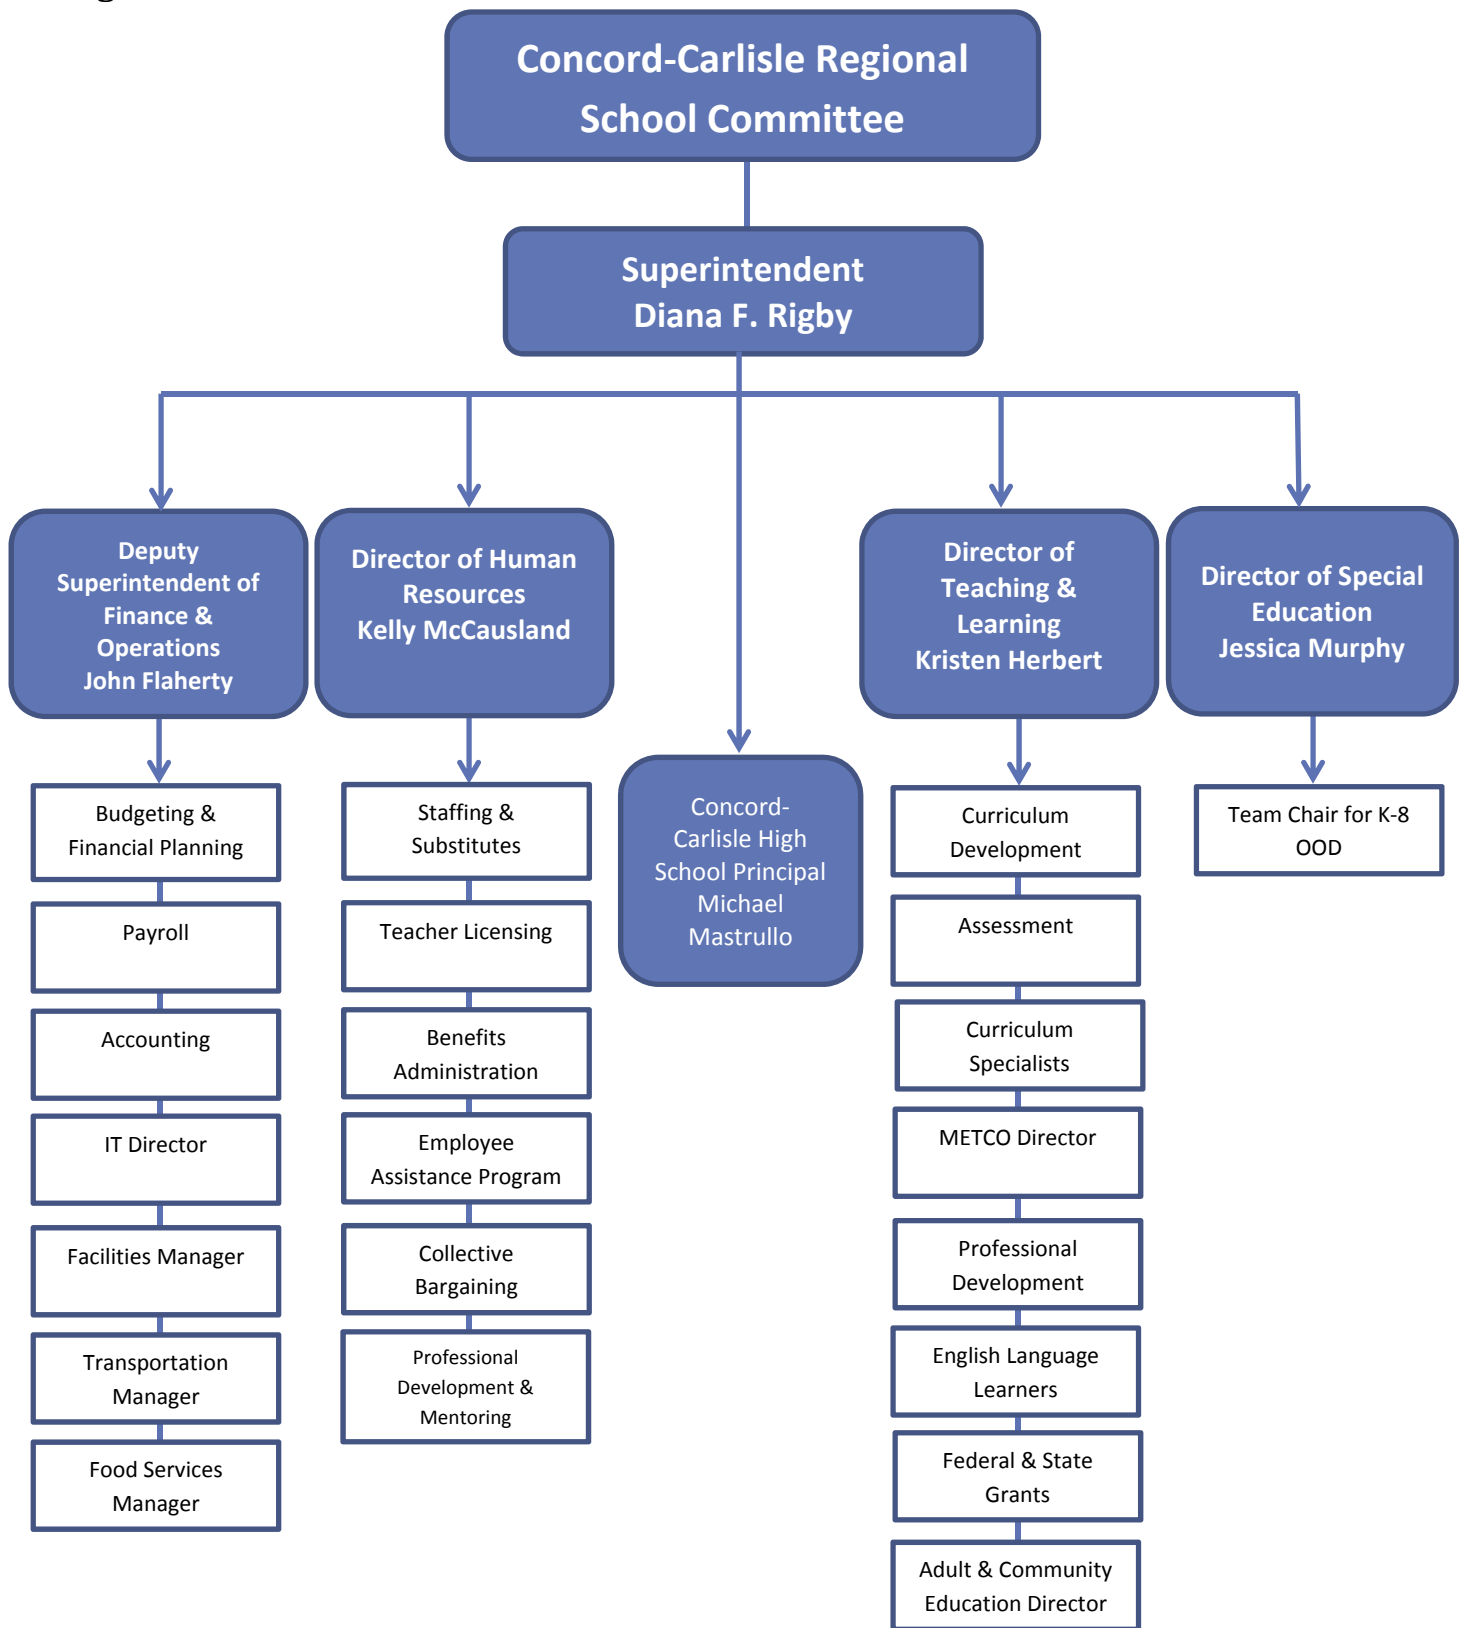 Concord-Carlisle Regional
School Committee
Superintendent
Diana F. Rigby
Deputy
Superintendent of
Finance &
Operations
John Flaherty
Director of Human
Resources
Kelly McCausland
Director of
Teaching &
Learning
Kristen Herbert
Director of Special
Education
Jessica Murphy
Concord-
Carlisle High
School Principal
Michael
Mastrullo
Budgeting &
Financial Planning
Payroll
Accounting
IT Director
Facilities Manager
Transportation
Manager
Food Services
Manager
Staffing &
Substitutes
Teacher Licensing
Benefits
Administration
Employee
Assistance Program
Collective
Bargaining
Professional
Development &
Mentoring
Curriculum
Development
Assessment
Curriculum
Specialists
METCO Director
Professional
Development
English Language
Learners
Federal & State
Grants
Adult & Community
Education Director
Team Chair for K-8
OOD